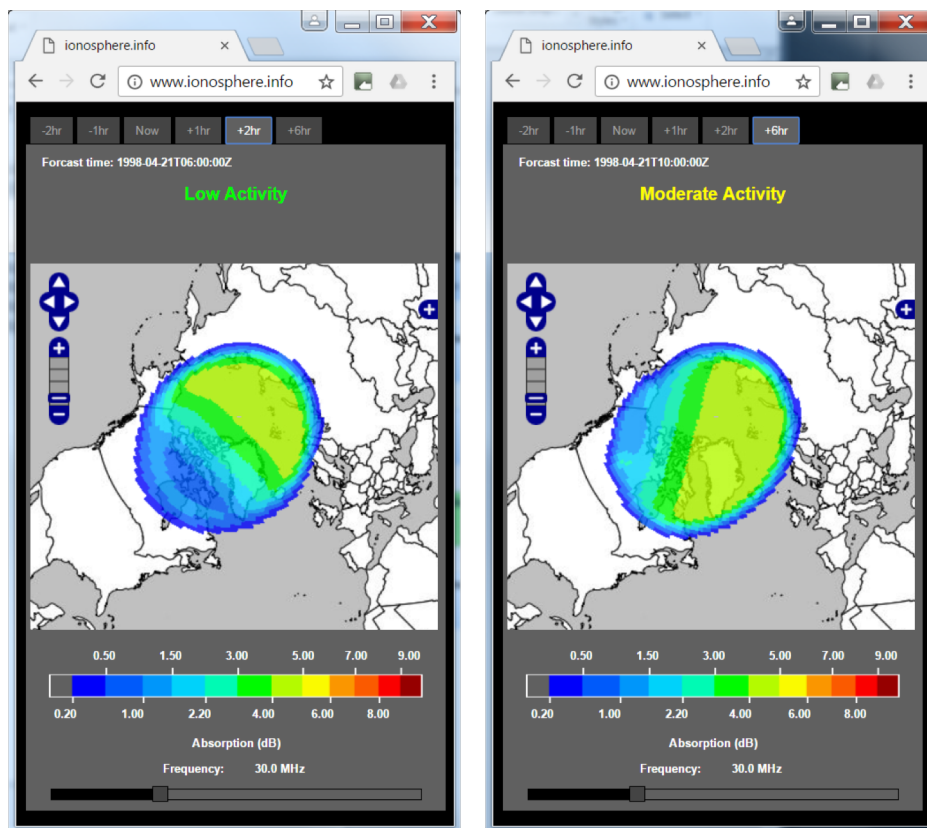 ionosphere.info
www.ionosphere.info
-2hr -1hr Now +1hr +2hr +6hr
Forcast time: 1998-04-21T06:00:00Z
Low Activity
0.50 1.50 3.00 5.00 7.00 9.00
0.20 1.00 2.20 4.00 6.00 8.00
Absorption (dB)
Frequency: 30.0 MHz
ionosphere.info
www.ionosphere.info
-2hr -1hr Now +1hr +2hr +6hr
Forcast time: 1998-04-21T10:00:00Z
Moderate Activity
0.50 1.50 3.00 5.00 7.00 9.00
0.20 1.00 2.20 4.00 6.00 8.00
Absorption (dB)
Frequency: 30.0 MHz